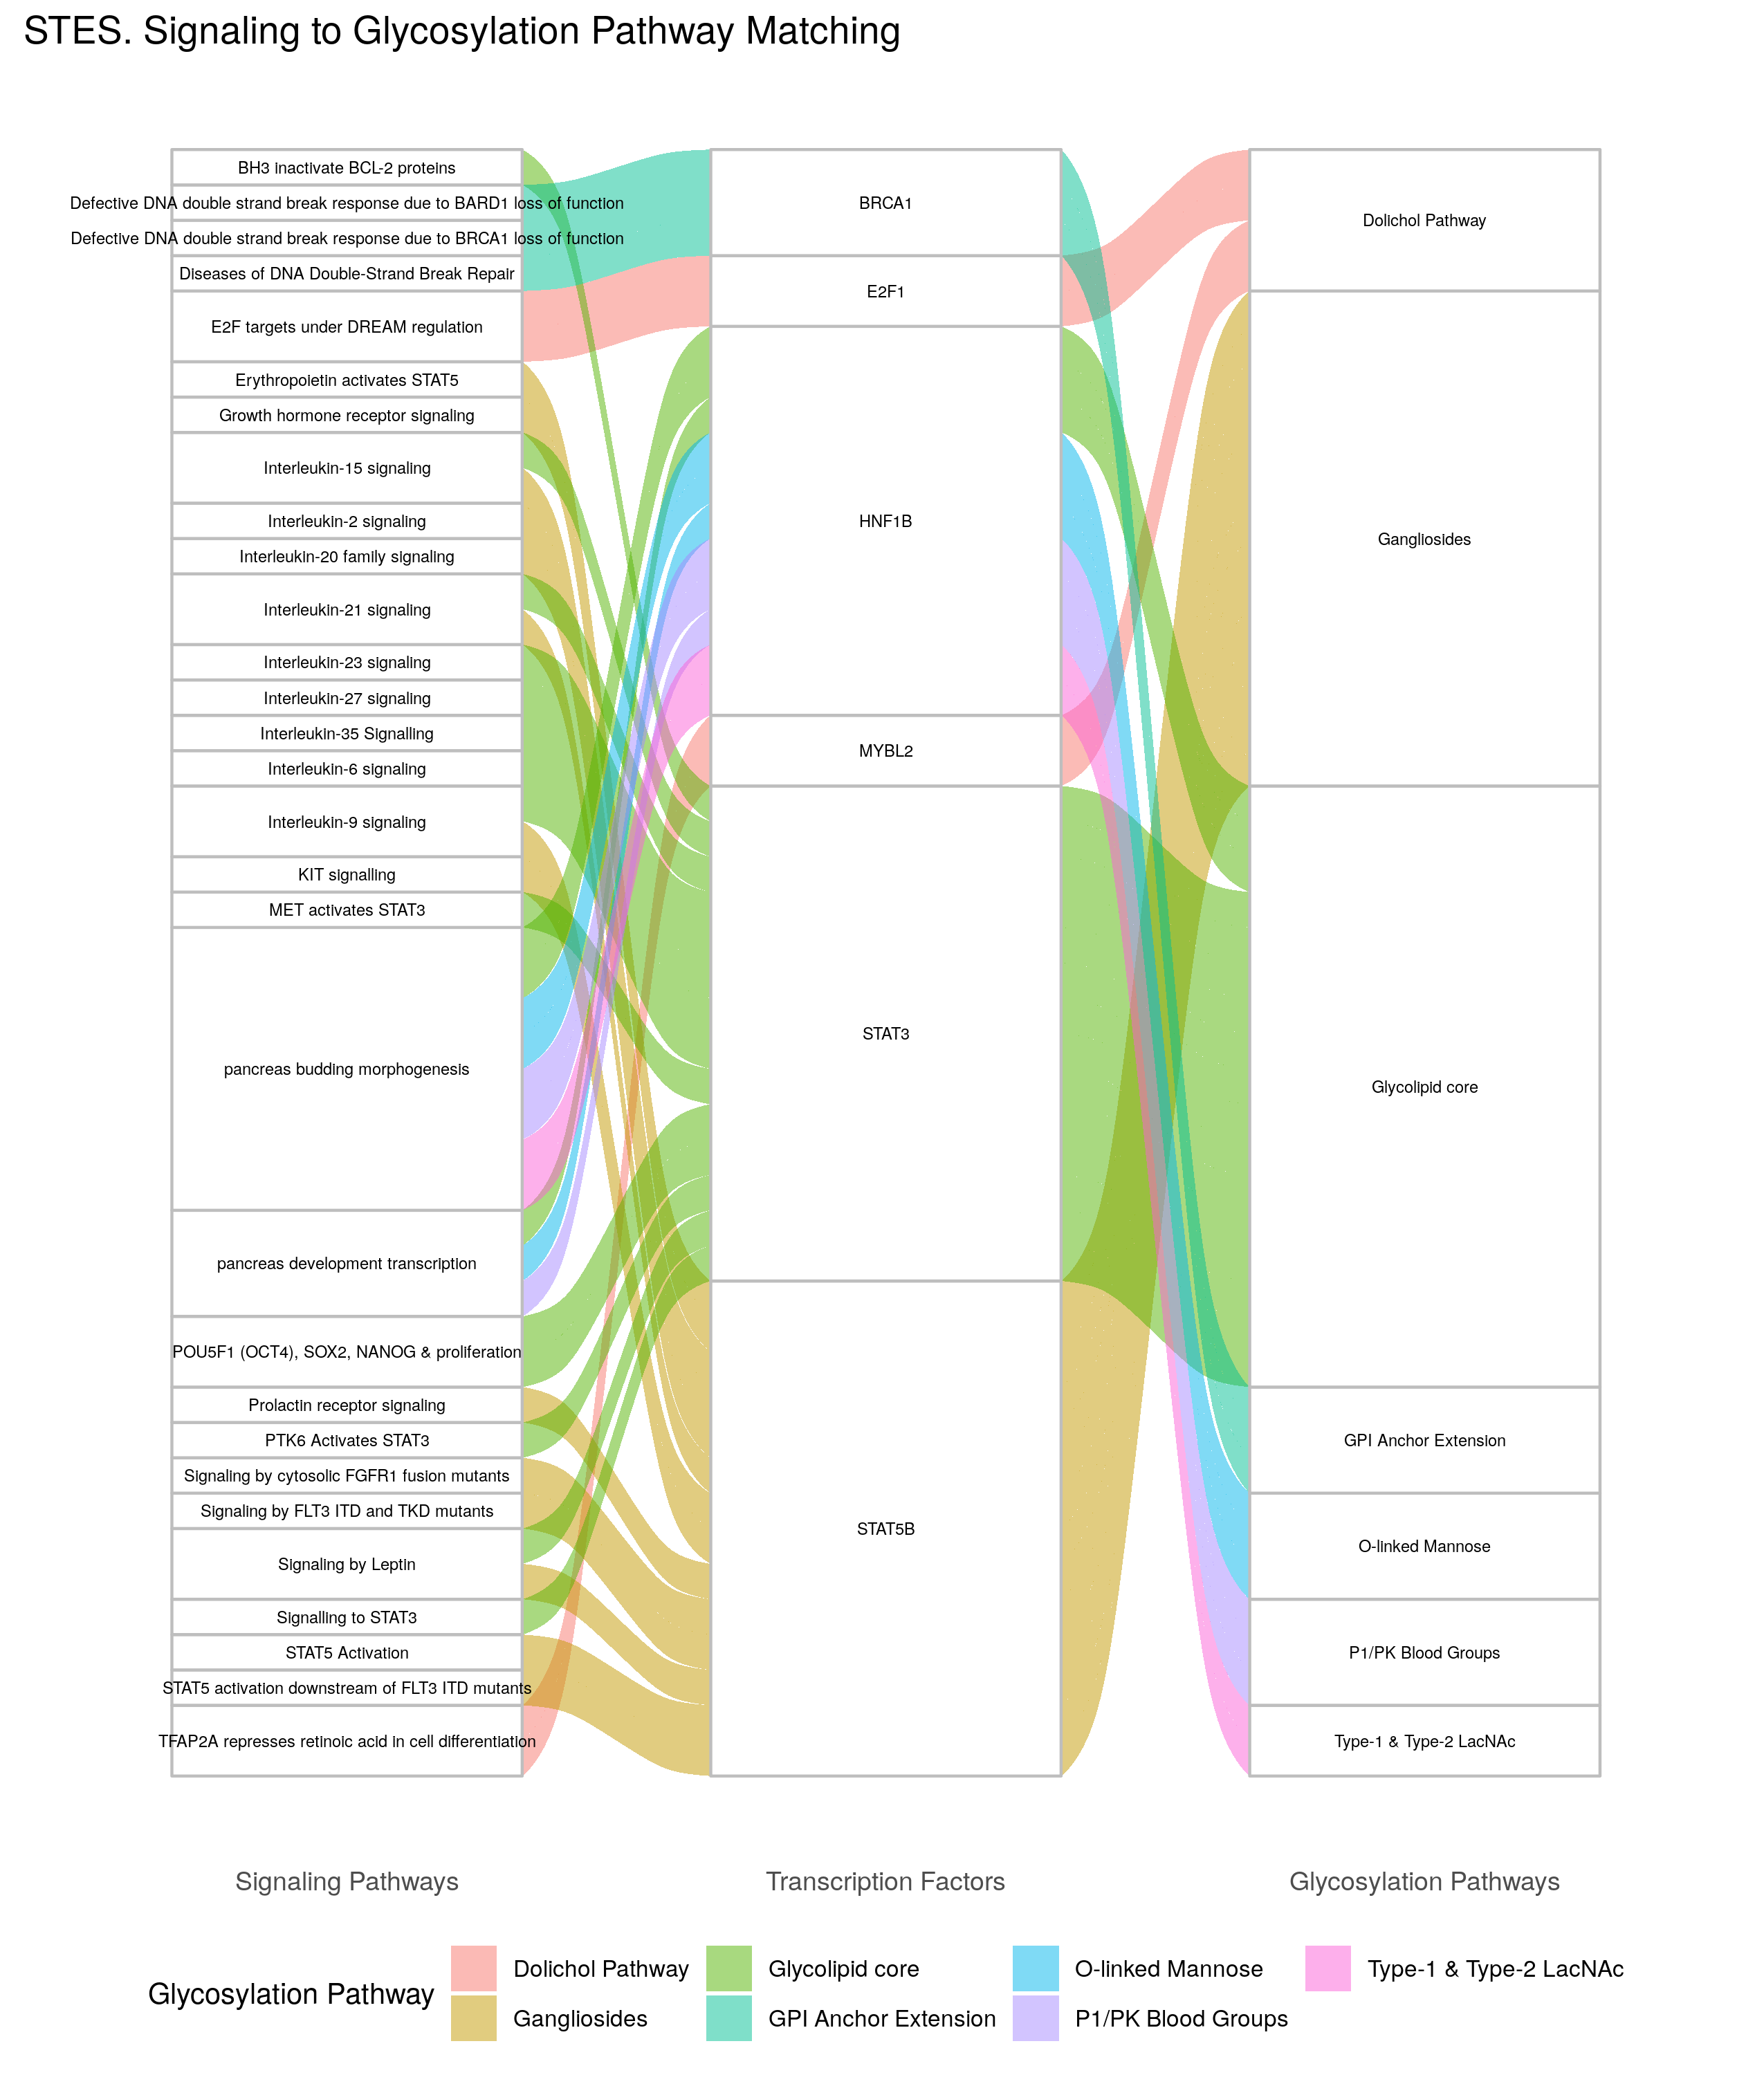 STES. Signaling to Glycosylation Pathway Matching
BH3 inactivate BCL-2 proteins
Defective DNA double strand break response due to BARD1 loss of function
Defective DNA double strand break response due to BRCA1 loss of function
Diseases of DNA Double-Strand Break Repair
E2F targets under DREAM regulation
Erythropoietin activates STAT5
Growth hormone receptor signaling
Interleukin-15 signaling
Interleukin-2 signaling
Interleukin-20 family signaling
Interleukin-21 signaling
Interleukin-23 signaling
Interleukin-27 signaling
Interleukin-35 Signalling
Interleukin-6 signaling
Interleukin-9 signaling
KIT signalling
MET activates STAT3
pancreas budding morphogenesis
pancreas development transcription
POU5F1 (OCT4), SOX2, NANOG & proliferation
Prolactin receptor signaling
PTK6 Activates STAT3
Signaling by cytosolic FGFR1 fusion mutants
Signaling by FLT3 ITD and TKD mutants
Signaling by Leptin
Signalling to STAT3
STAT5 Activation
STAT5 activation downstream of FLT3 ITD mutants
TFAP2A represses retinoic acid in cell differentiation
BRCA1
E2F1
HNF1B
MYBL2
STAT3
STAT5B
Dolichol Pathway
Gangliosides
Glycolipid core
GPI Anchor Extension
O-linked Mannose
P1/PK Blood Groups
Type-1 & Type-2 LacNAc
Signaling Pathways
Transcription Factors
Glycosylation Pathways
Glycosylation Pathway
Dolichol Pathway
Gangliosides
Glycolipid core
GPI Anchor Extension
O-linked Mannose
P1/PK Blood Groups
Type-1 & Type-2 LacNAc